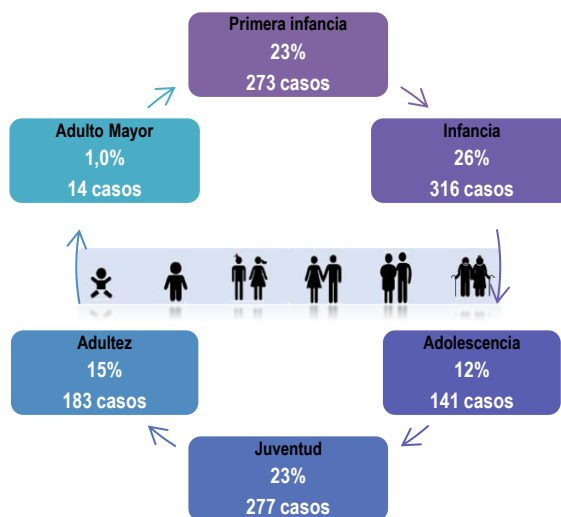 Primera infancia
23%
273 casos
Infancia
26%
316 casos
Adolescencia
12%
141 casos
Juventud
23%
277 casos
Adultez
15%
183 casos
Adulto Mayor
1,0%
14 casos